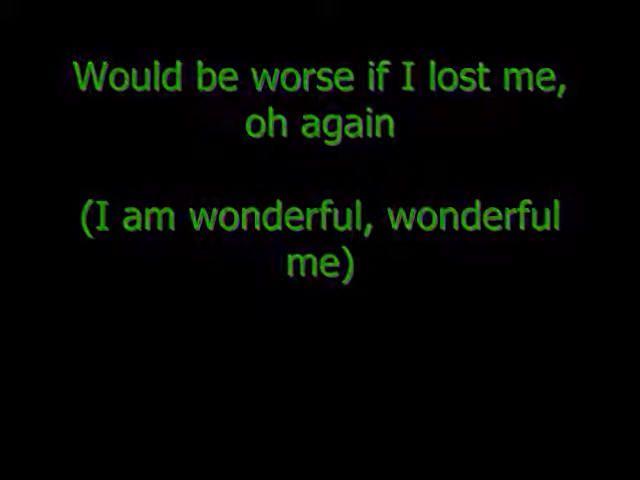 Would be worse if I lost me,
oh again
(I am wonderful, wonderful
me)